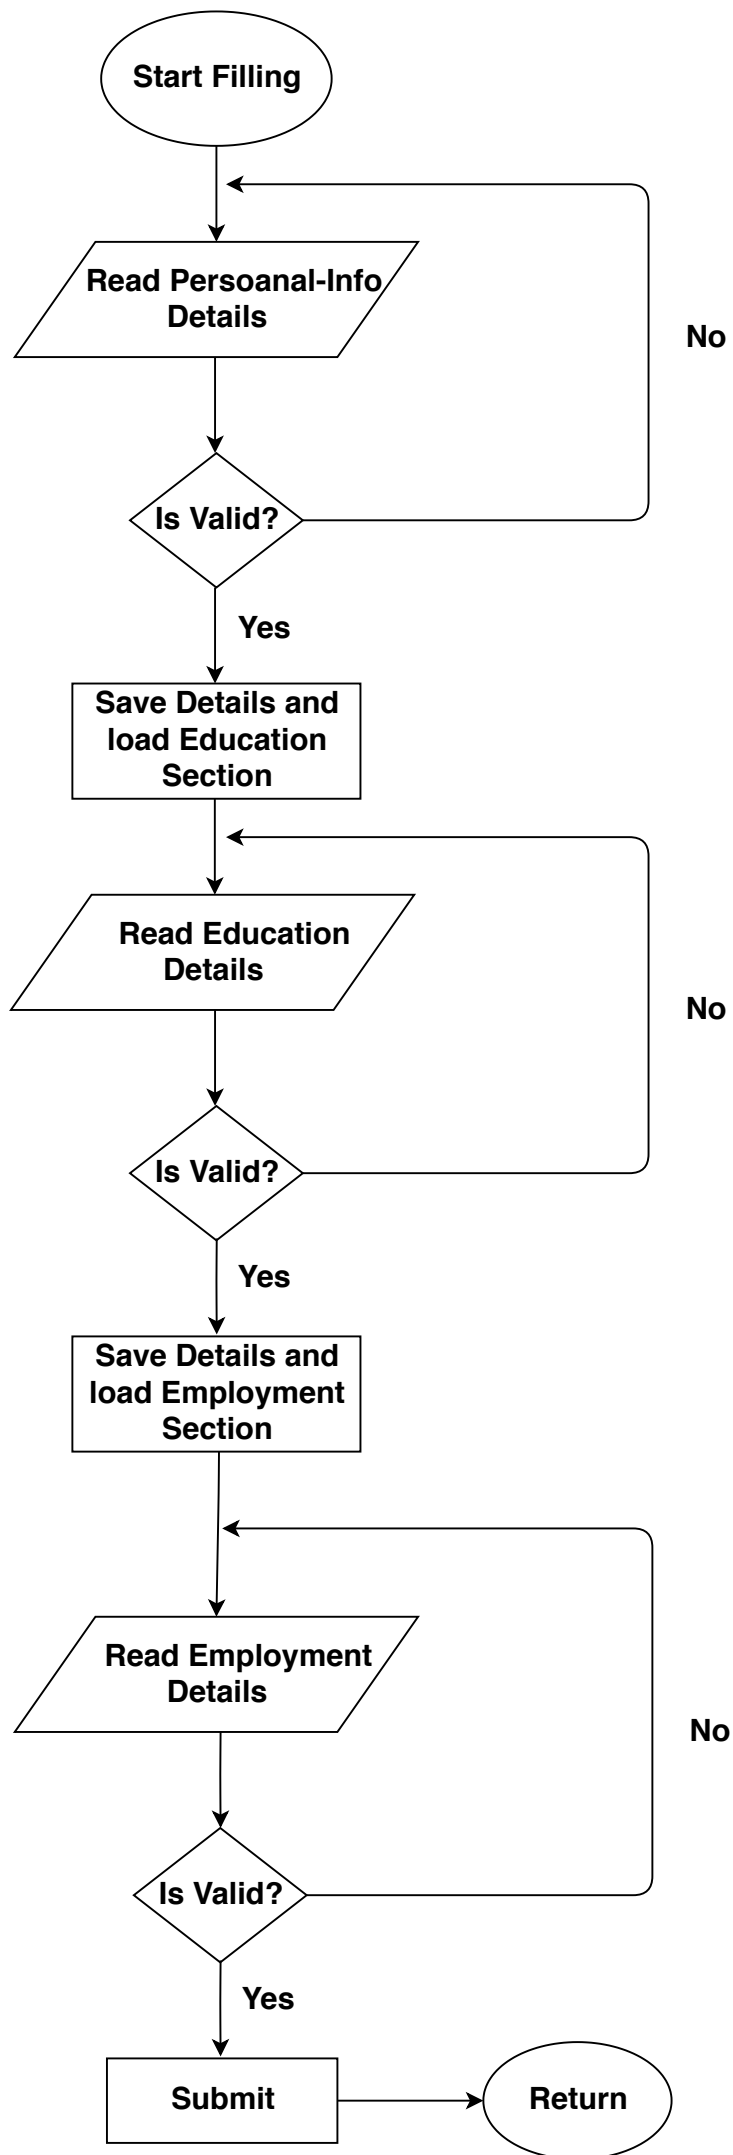 Start Filling
Read Persoanal-Info
Details
No
Is Valid?
Yes
Save Details and
load Education
Section
Read Education
Details
No
Is Valid?
Yes
Save Details and
load Employment
Section
Read Employment
Details
No
Is Valid?
Yes
Submit
Return